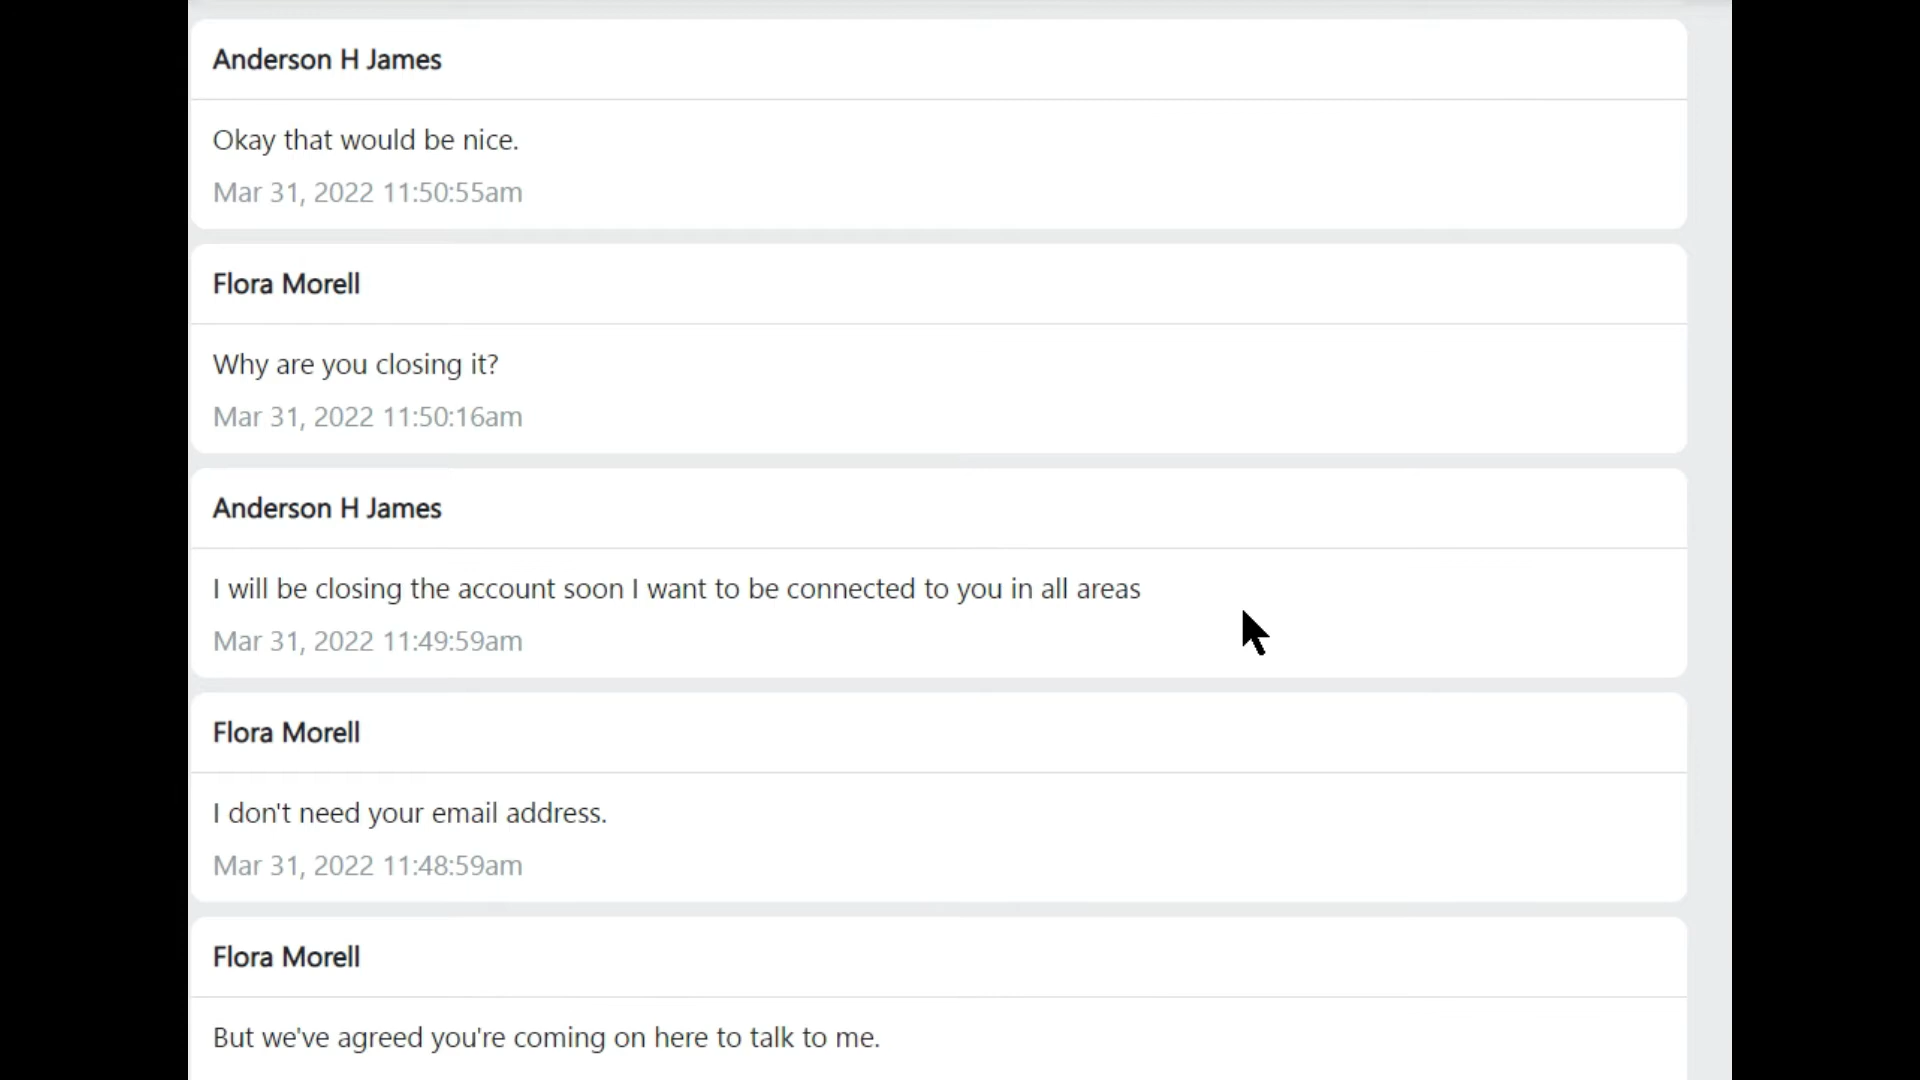 Anderson H James
Okay that would be nice.
Mar 31, 2022 11:50:55am
Flora Morell
Why are you closing it?
Mar 31, 2022 11:50:16am
Anderson H James
I will be closing the account soon I want to be connected to you in all areas
Mar 31, 2022 11:49:59am
Flora Morell
I don't need your email address.
Mar 31, 2022 11:48:59am
Flora Morell
But we've agreed you're coming on here to talk to me.